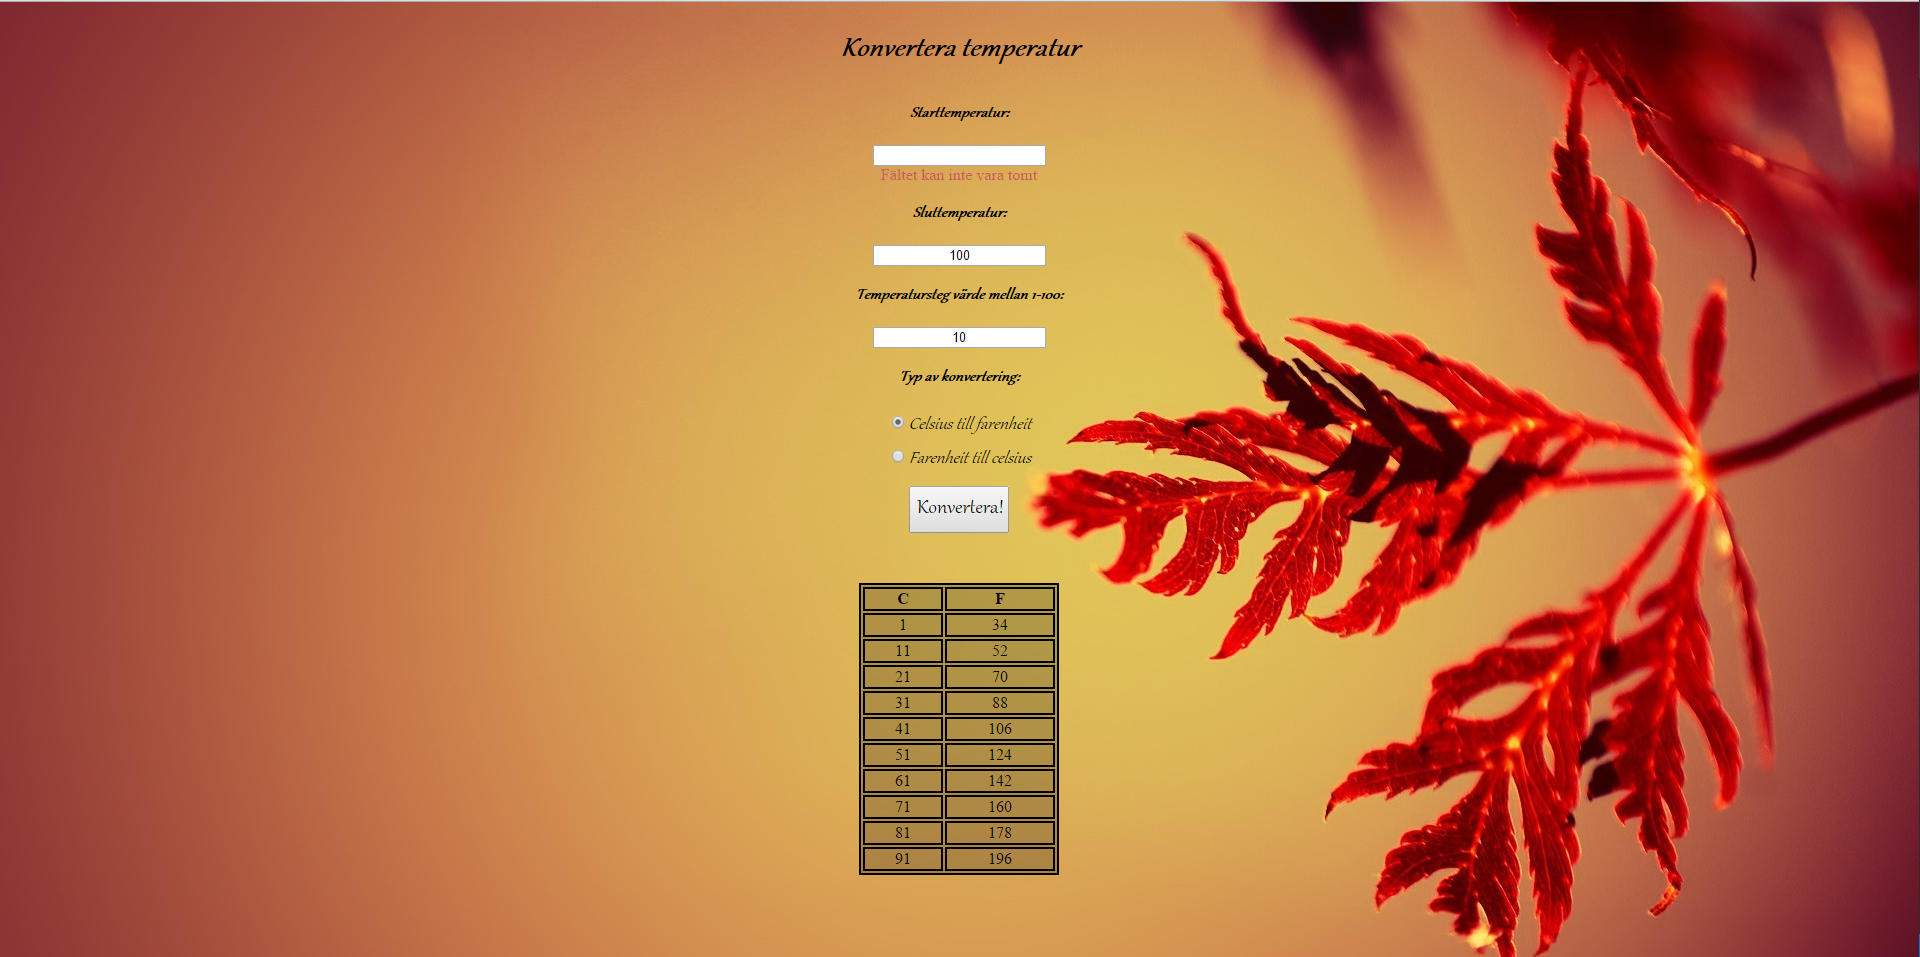 Konvertera temperatur
Starttemperatur:
Fältet kan inte vara tomt
Sluttemperatur:
100
Temperatursteg värde mellan 1-100:
10
Typ av konvertering:
Celsius till farenheit
Farenheit till celsius
Konvertera!
C F
1 34
11 52
21 70
31 88
41 106
51 124
61 142
71 160
81 178
91 196